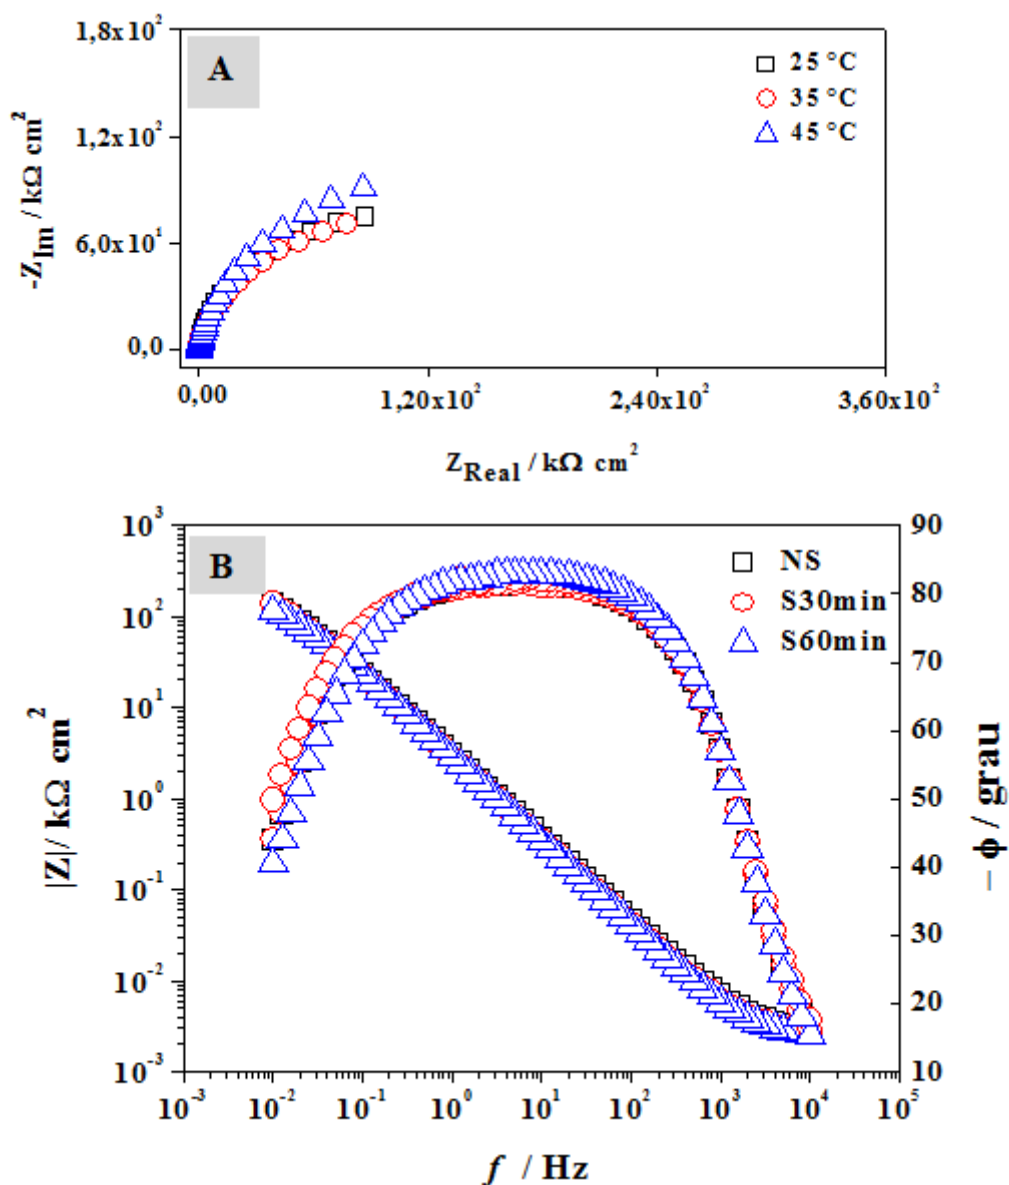 A
1,8x10²
1,2x10²
6,0x10²
0,0
-Z_Im / kΩ cm²
25 °C
35 °C
45 °C
0,00
1,20x10²
2,40x10²
3,60x10²
Z_Real / kΩ cm²
B
10³
10²
10¹
10⁰
10⁻¹
10⁻²
10⁻³
|Z|/ kΩ cm²
NS
S30min
S60min
90
80
70
60
50
40
30
20
10
– ϕ / grau
10⁻³
10⁻²
10⁻¹
10⁰
10¹
10²
10³
10⁴
10⁵
f / Hz